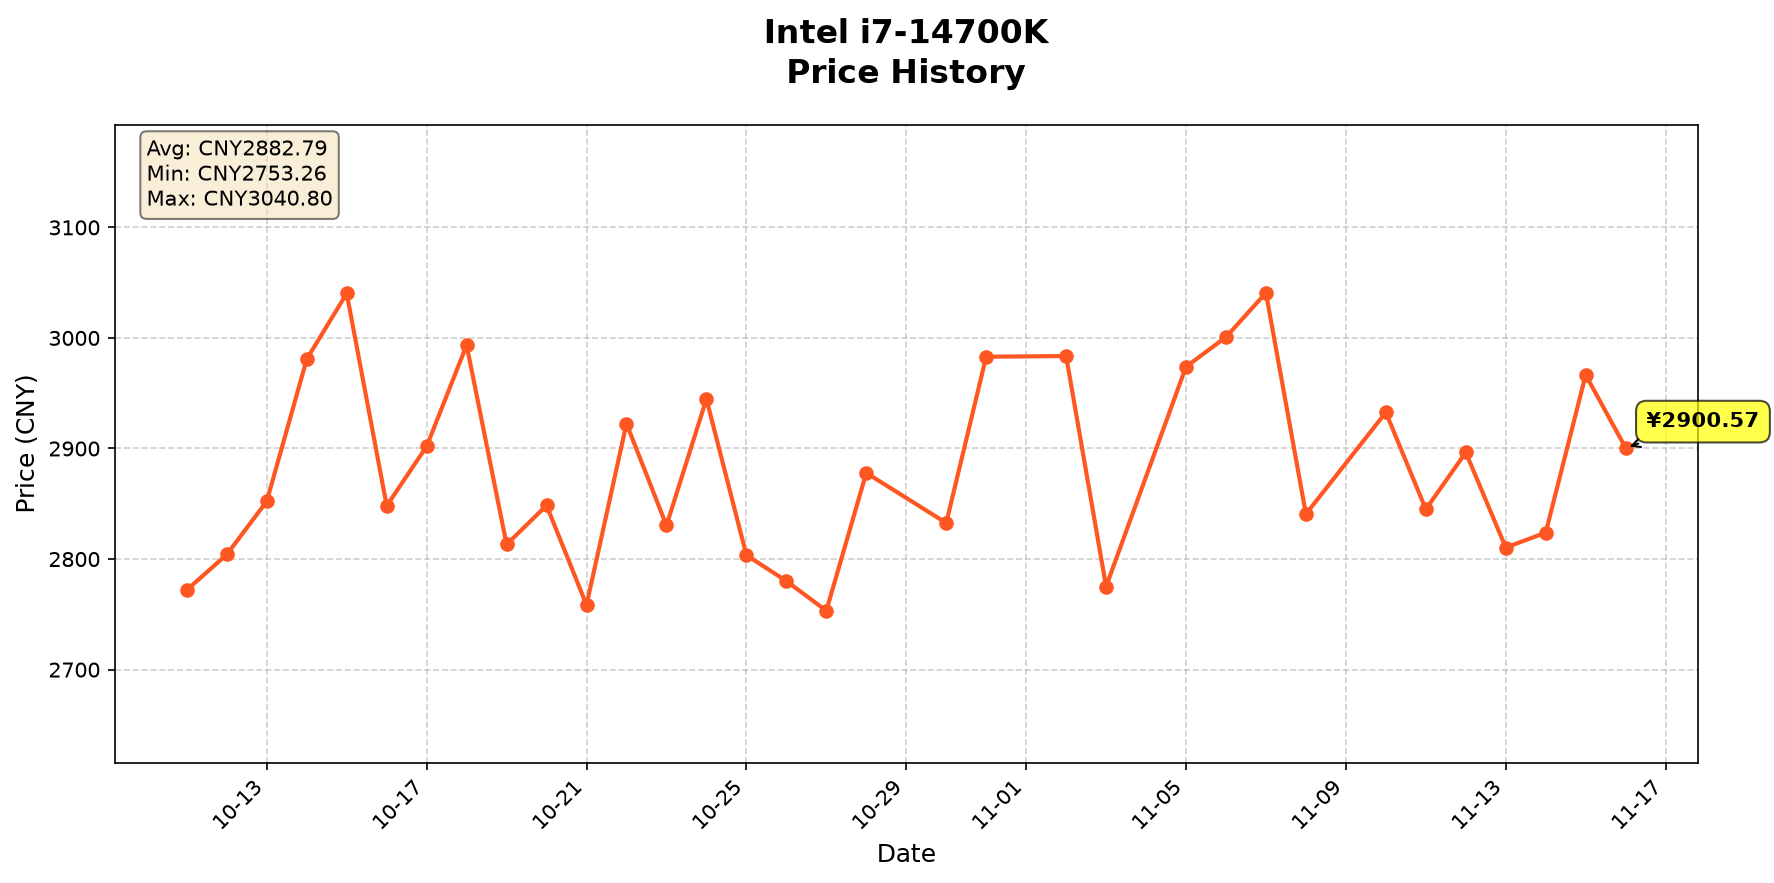 Intel i7-14700K
Price History
Avg: CNY2882.79
Min: CNY2753.26
Max: CNY3040.80
3100
3000
2900
2800
2700
Price (CNY)
¥2900.57
10-13
10-17
10-21
10-25
10-29
11-01
11-05
11-09
11-13
11-17
Date